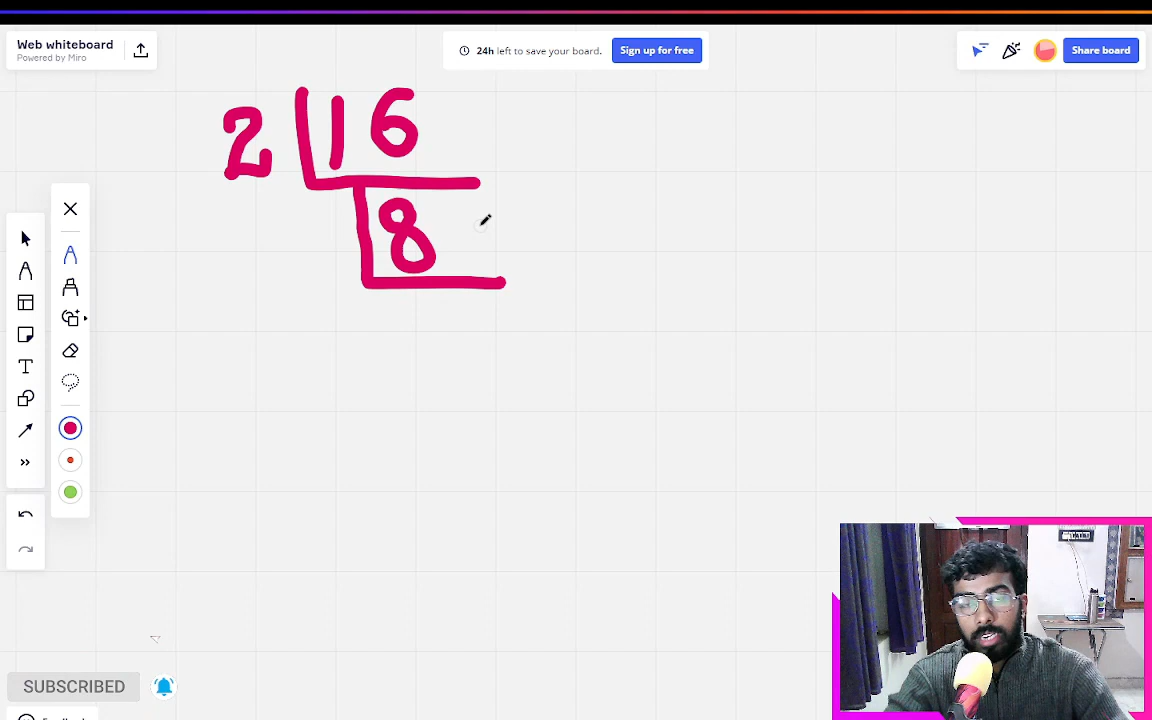 Web whiteboard
Powered by Miro
24h left to save your board.
Sign up for free
Share board
2 16
8
SUBSCRIBED